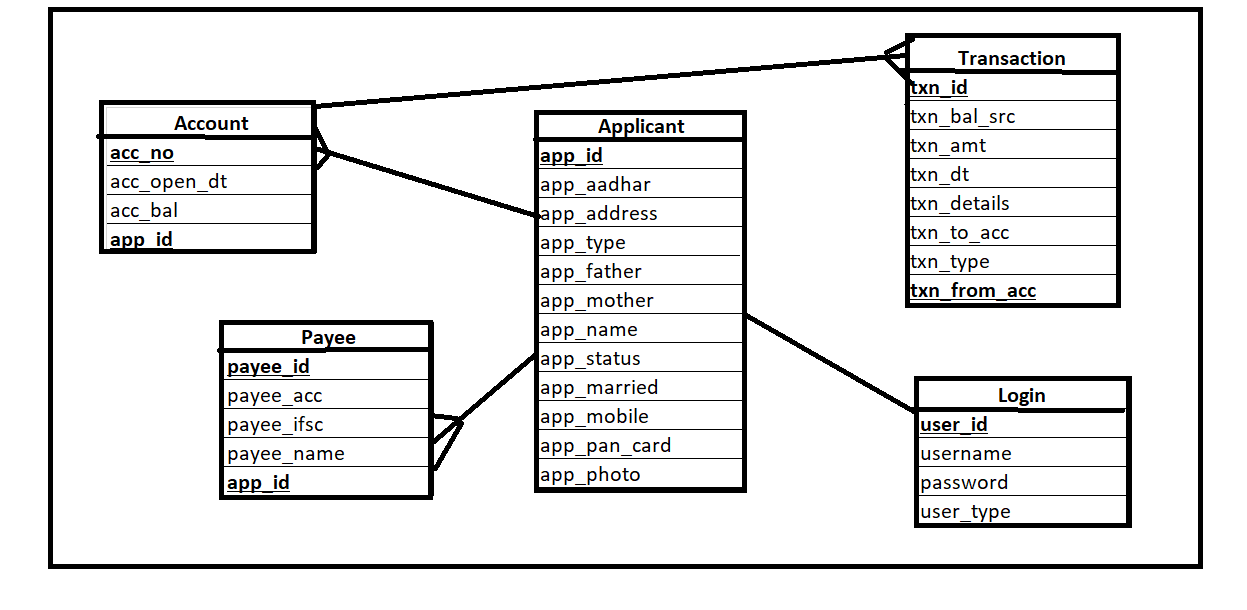 Account
acc_no
acc_open_dt
acc_bal
app_id
Applicant
app_id
app_aadhar
app_address
app_type
app_father
app_mother
app_name
app_status
app_married
app_mobile
app_pan_card
app_photo
Transaction
txn_id
txn_bal_src
txn_amt
txn_dt
txn_details
txn_to_acc
txn_type
txn_from_acc
Payee
payee_id
payee_acc
payee_ifsc
payee_name
app_id
Login
user_id
username
password
user_type